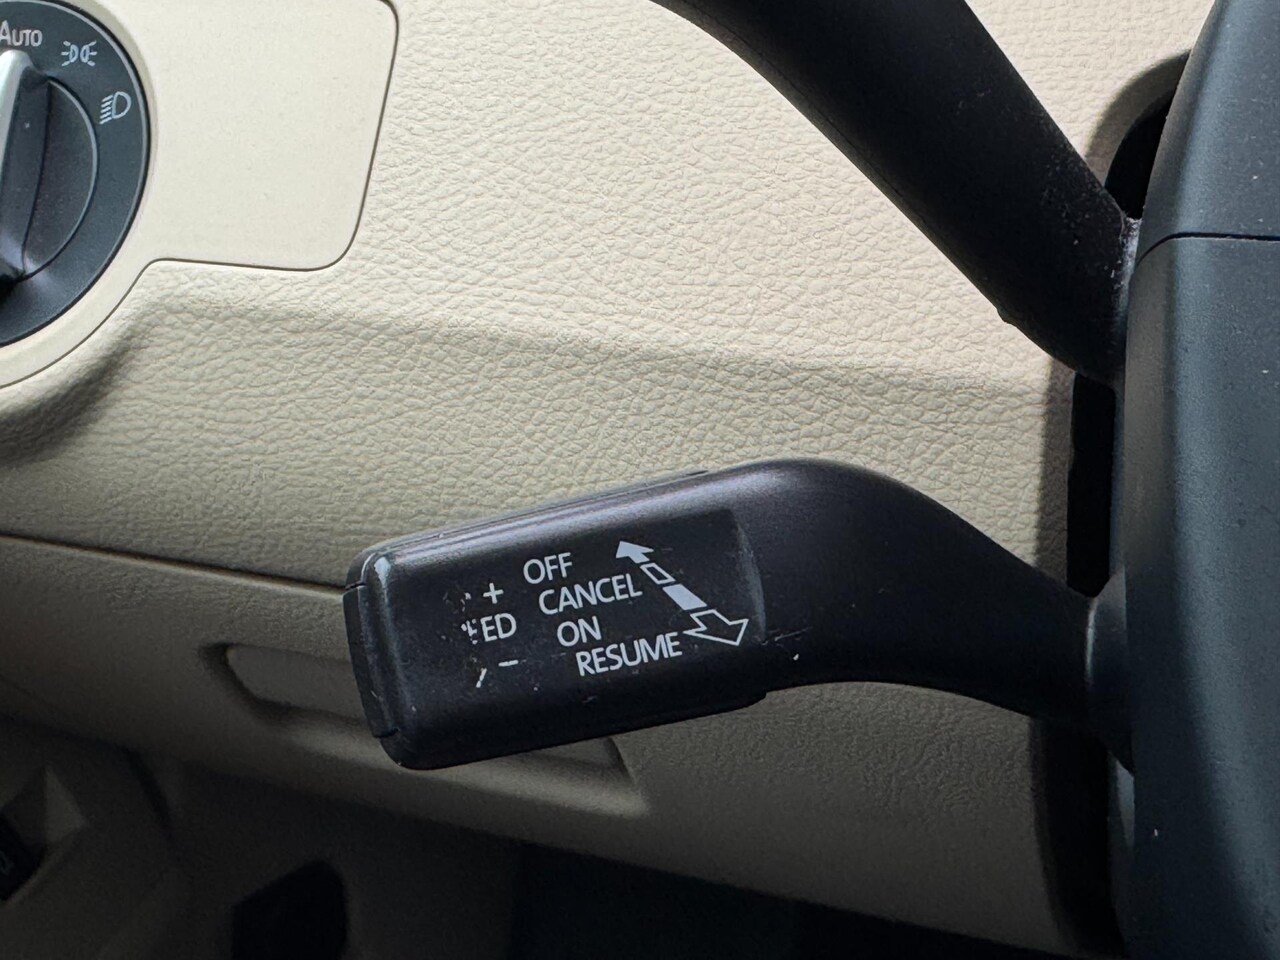 AUTO
+
ED
-
OFF
CANCEL
ON
RESUME